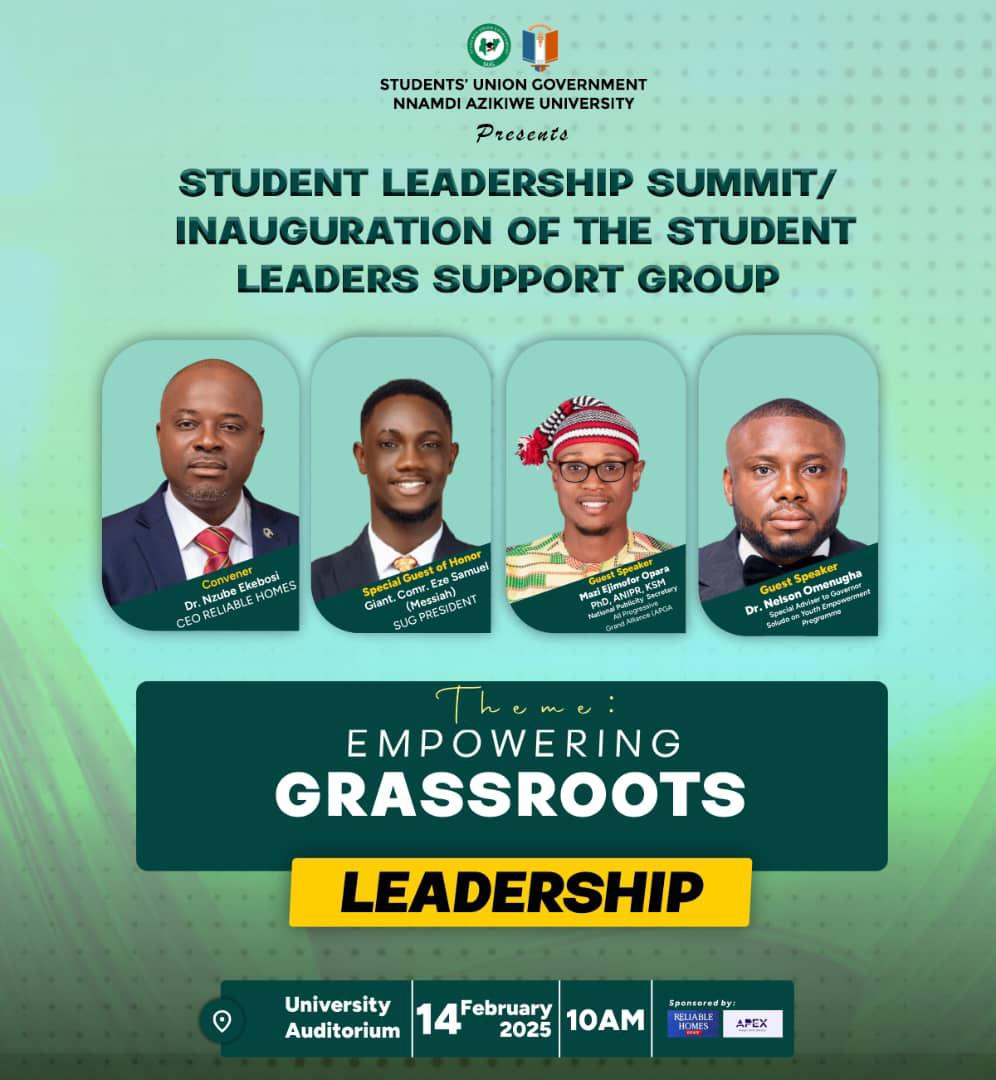 SUG
STUDENTS' UNION GOVERNMENT
NNAMDI AZIKIWE UNIVERSITY
Presents
STUDENT LEADERSHIP SUMMIT/
INAUGURATION OF THE STUDENT
LEADERS SUPPORT GROUP
Convener
Dr. Nzube Ekebosi
CEO RELIABLE HOMES
Special Guest of Honor
Giant. Comr. Eze Samuel
(Messiah)
SUG PRESIDENT
Guest Speaker
Mazi Ejimofor Opara
PhD, ANIPR, KSM
National Publicity Secretary
All Progressive
Grand Alliance (APGA
Guest Speaker
Dr. Nelson Omenugha
Special Adviser to Governor
Soludo on Youth Empowerment
Programme
Theme:
EMPOWERING
GRASSROOTS
LEADERSHIP
University
Auditorium
14 February
2025
10AM
Sponsored by:
RELIABLE
HOMES
APEX